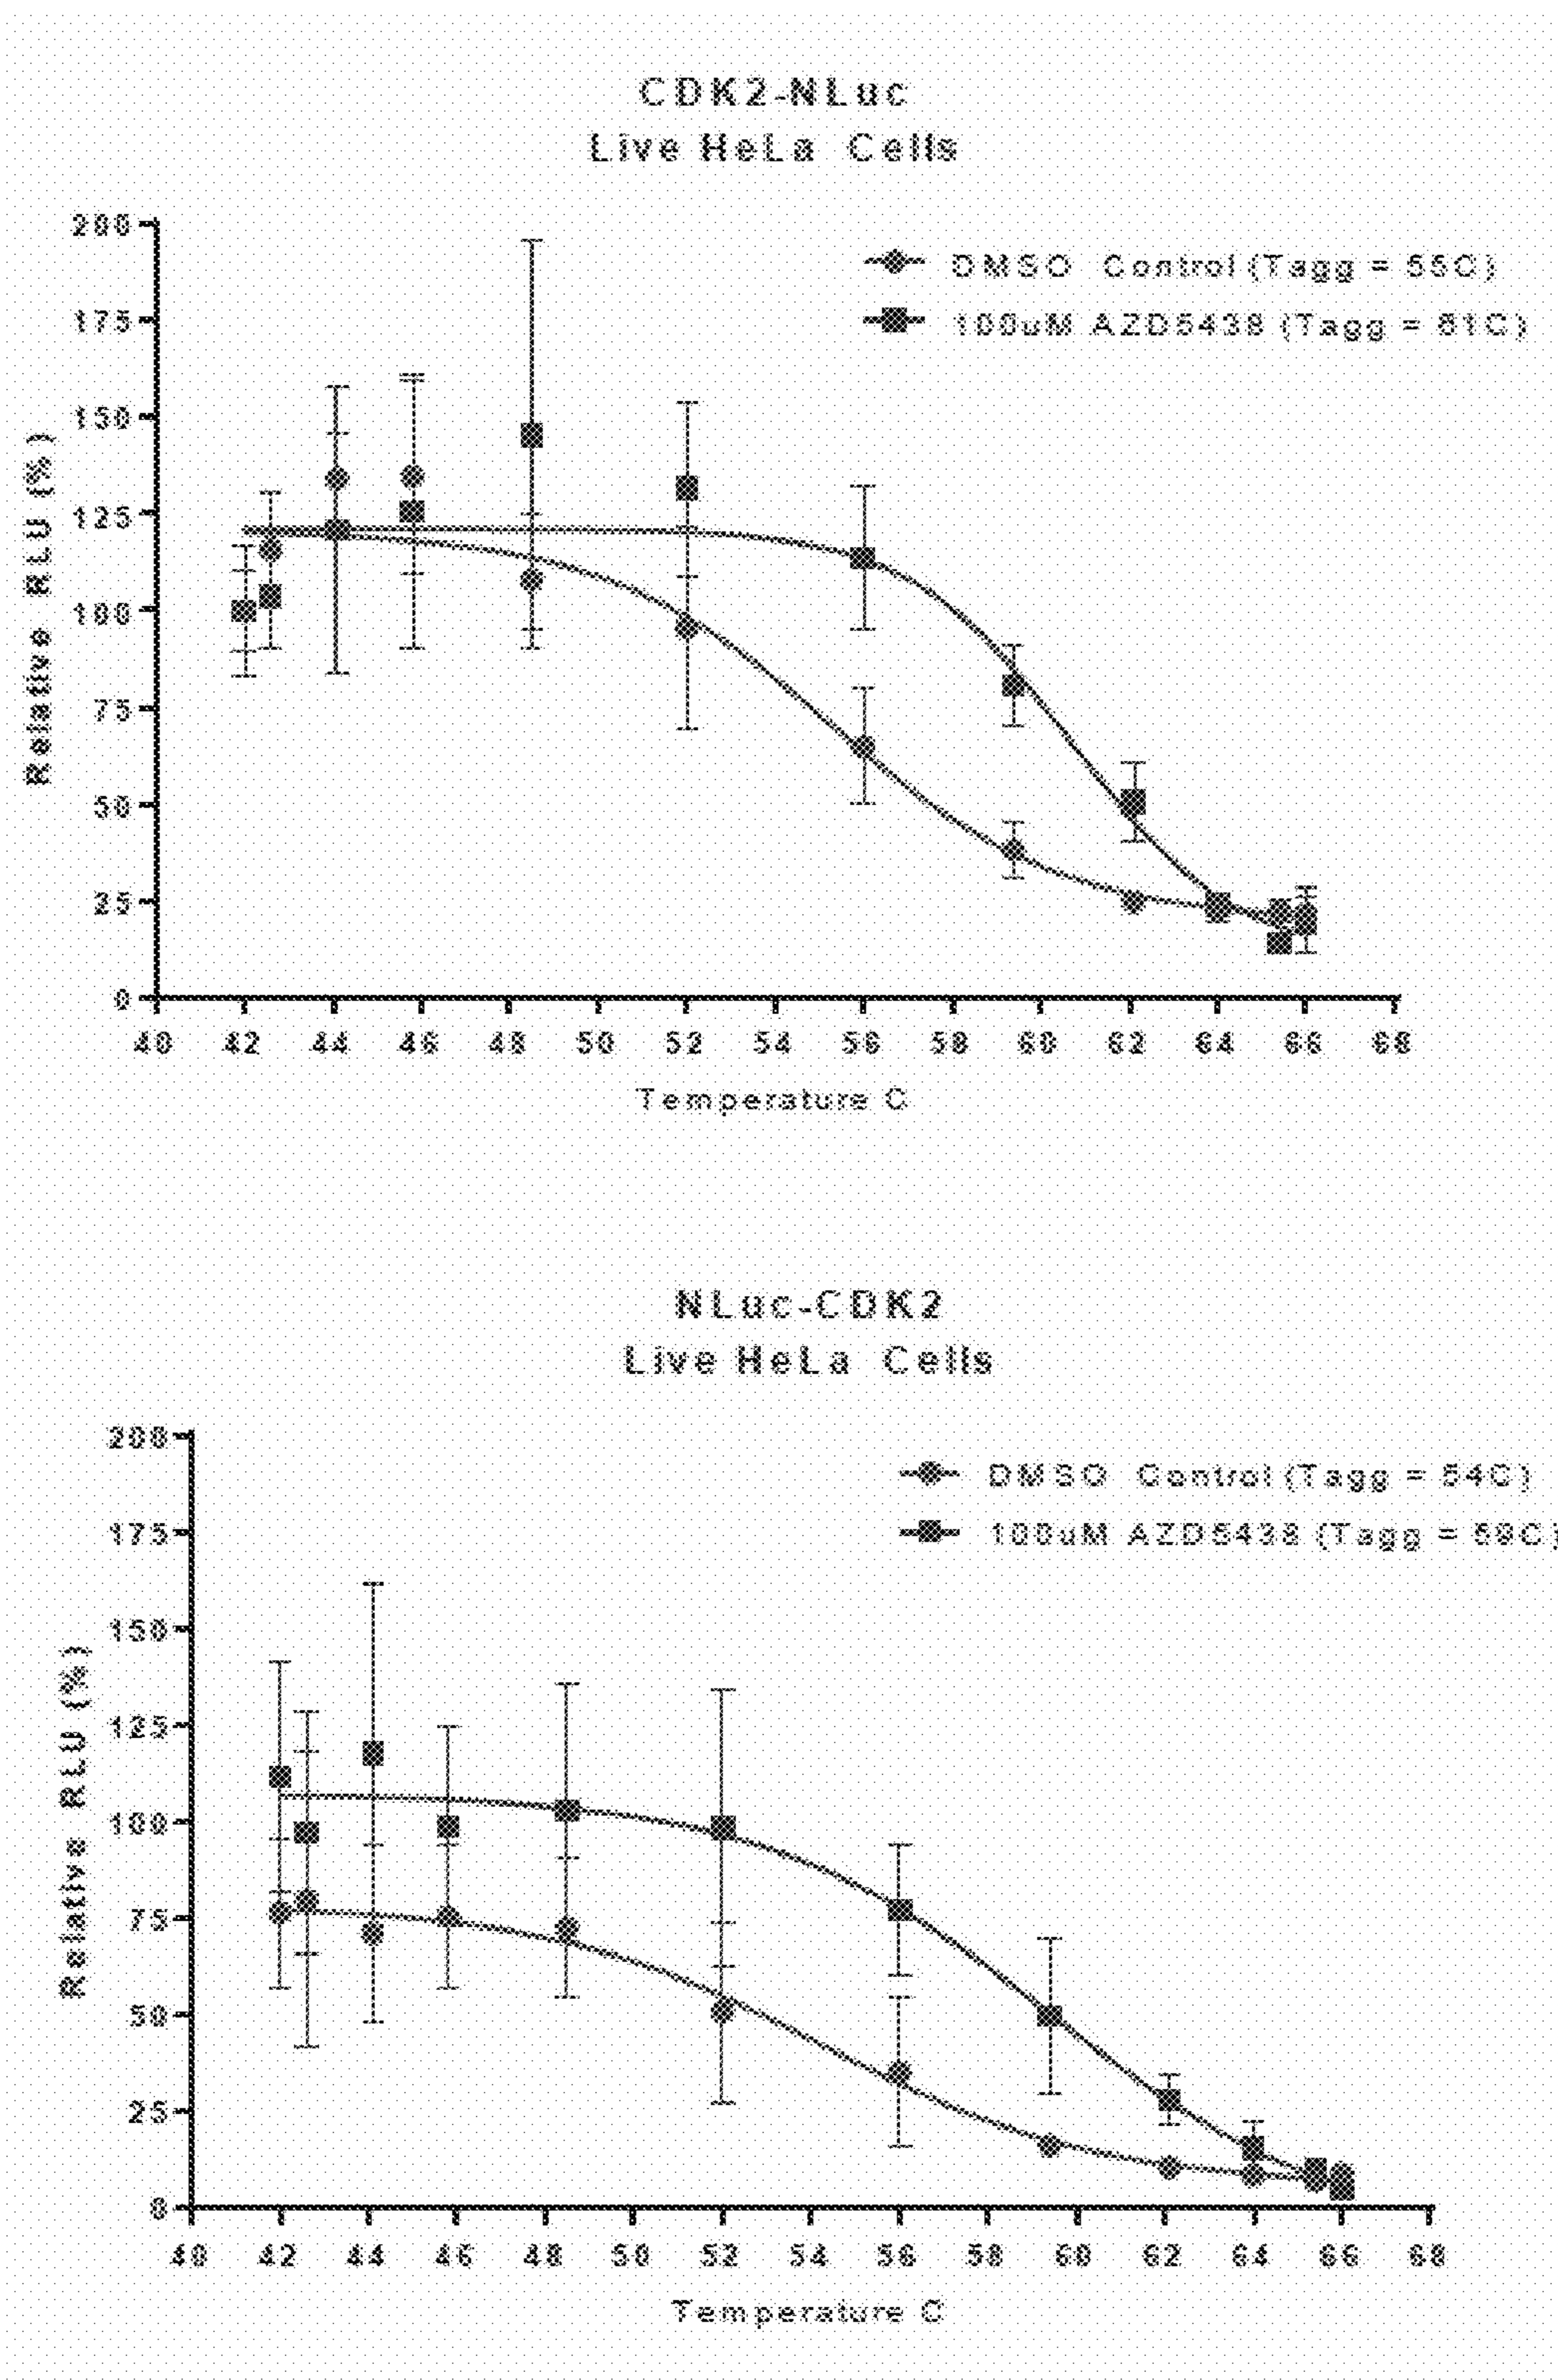 CDK2-NLuc
Live HeLa Cells
200
175
150
125
100
75
50
25
0
Relative RLU (%)
DMSO Control (Tagg = 55C)
100uM AZD5438 (Tagg = 61C)
40 42 44 46 48 50 52 54 56 58 60 62 64 66 68
Temperature C
NLuc-CDK2
Live HeLa Cells
200
175
150
125
100
75
50
25
0
Relative RLU (%)
DMSO Control (Tagg = 54C)
100uM AZD5438 (Tagg = 59C)
40 42 44 46 48 50 52 54 56 58 60 62 64 66 68
Temperature C